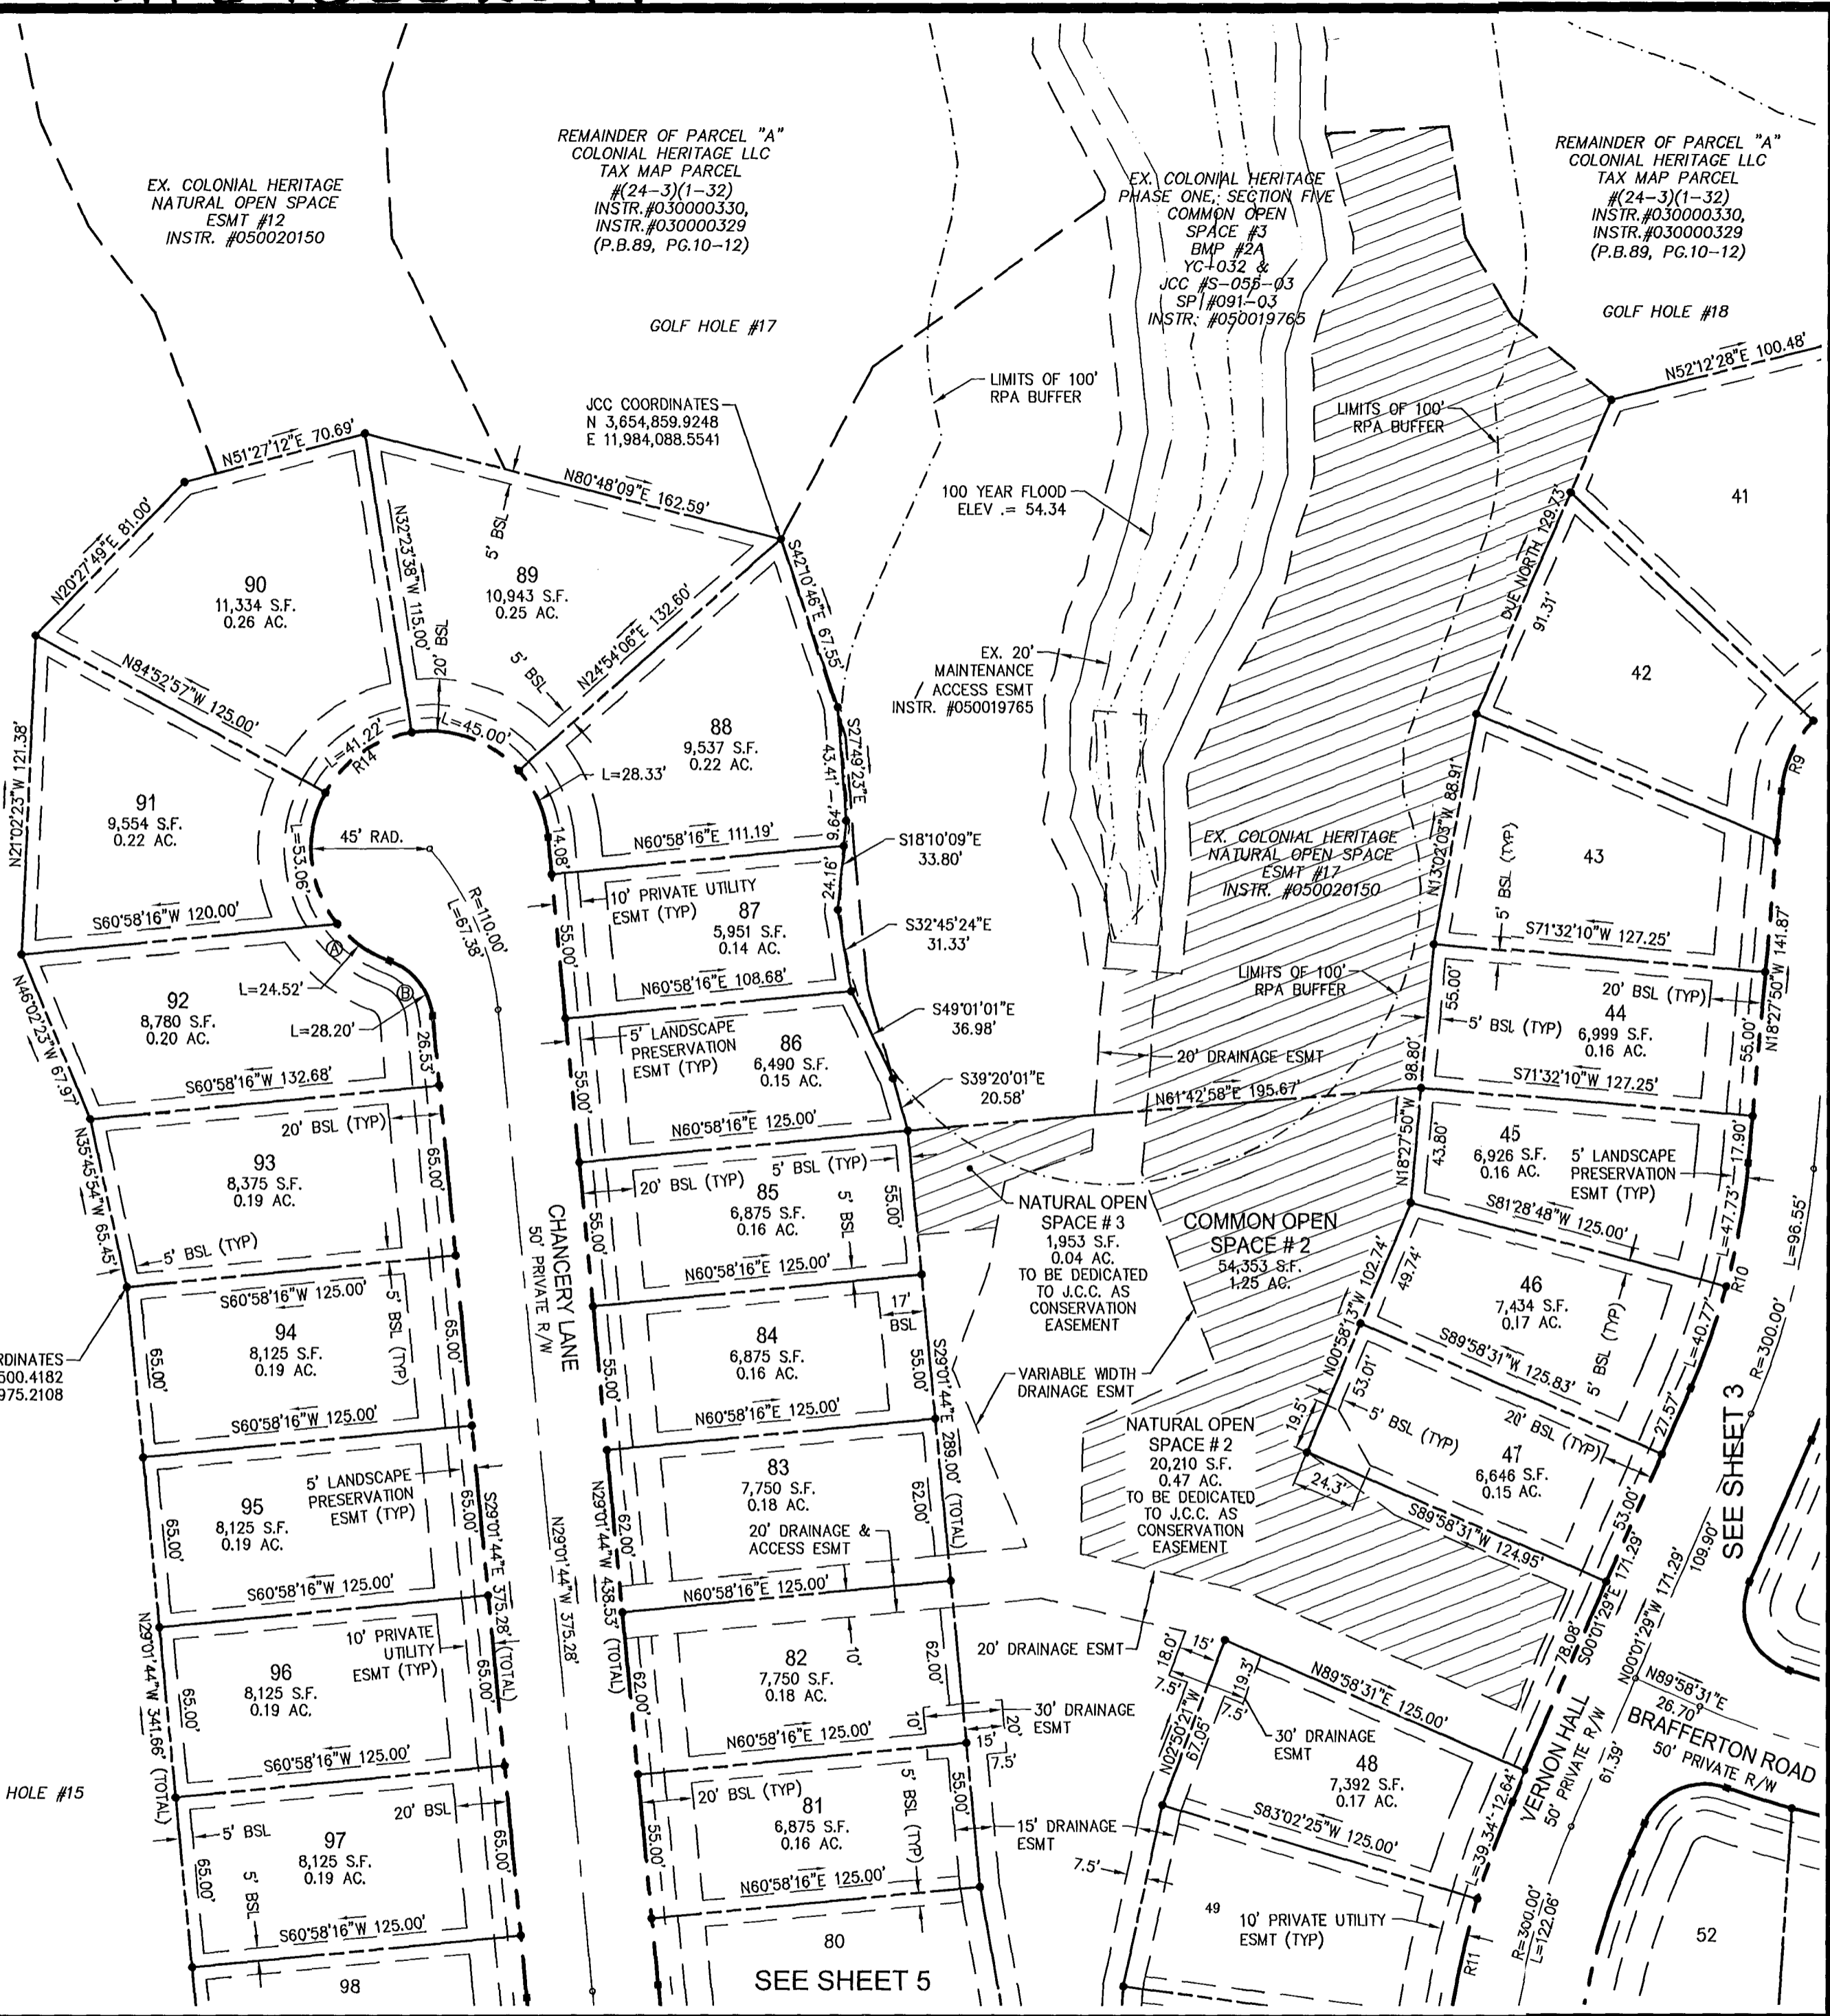 EX. COLONIAL HERITAGE
NATURAL OPEN SPACE
ESMT #12
INSTR. #050020150
REMAINDER OF PARCEL "A"
COLONIAL HERITAGE LLC
TAX MAP PARCEL
#(24-3)(1-32)
INSTR.#030000330,
INSTR.#030000329
(P.B.89, PG.10-12)
GOLF HOLE #17
EX. COLONIAL HERITAGE
PHASE ONE, SECTION FIVE
COMMON OPEN
SPACE #3
BMP #2A
YC-032 &
JCC #S-055-03
SP #091-03
INSTR. #050019765
REMAINDER OF PARCEL "A"
COLONIAL HERITAGE LLC
TAX MAP PARCEL
#(24-3)(1-32)
INSTR.#030000330,
INSTR.#030000329
(P.B.89, PG.10-12)
GOLF HOLE #18
N52°12'28"E 100.48'
LIMITS OF 100'
RPA BUFFER
LIMITS OF 100'
RPA BUFFER
JCC COORDINATES
N 3,654,859.9248
E 11,984,088.5541
N51°27'12"E 70.69'
N80°48'09"E 162.59'
5' BSL
N20°27'49"E 81.00'
N32°23'38"W 115.00'
100 YEAR FLOOD
ELEV .= 54.34
41
DUE NORTH 129.73'
91.31'
90
11,334 S.F.
0.26 AC.
89
10,943 S.F.
0.25 AC.
20' BSL
5' BSL
N24°54'06"E 132.60'
S42°10'46"E 67.55'
N84°52'57"W 125.00'
EX. 20'
MAINTENANCE
ACCESS ESMT
INSTR. #050019765
42
L=41.22'
R14
L=45.00'
L=28.33'
88
9,537 S.F.
0.22 AC.
43.41'
S27°49'23"E
R9
N21°02'23"W 121.38'
91
9,554 S.F.
0.22 AC.
L=53.06'
45' RAD.
R=110.00'
L=67.38'
14.08'
N60°58'16"E 111.19'
9.64'
S18°10'09"E
33.80'
EX. COLONIAL HERITAGE
NATURAL OPEN SPACE
ESMT #17
INSTR. #050020150
N13°02'03"W 88.91'
5' BSL (TYP)
43
10' PRIVATE UTILITY
ESMT (TYP)
87
5,951 S.F.
0.14 AC.
24.16'
S32°45'24"E
31.33'
S60°58'16"W 120.00'
55.00'
S71°32'10"W 127.25'
N18°27'50"W 141.87'
A
L=24.52'
B
L=28.20'
92
8,780 S.F.
0.20 AC.
N46°02'23"W 67.97'
N60°58'16"E 108.68'
LIMITS OF 100'
RPA BUFFER
55.00'
20' BSL (TYP)
5' BSL (TYP)
44
6,999 S.F.
0.16 AC.
55.00'
5' LANDSCAPE
PRESERVATION
ESMT (TYP)
86
6,490 S.F.
0.15 AC.
55.00'
S49°01'01"E
36.98'
26.53'
S60°58'16"W 132.68'
20' DRAINAGE ESMT
S39°20'01"E
20.58'
N61°42'58"E 195.67'
98.80'
S71°32'10"W 127.25'
N60°58'16"E 125.00'
20' BSL (TYP)
93
8,375 S.F.
0.19 AC.
65.00'
N35°45'54"W 65.45'
5' BSL (TYP)
20' BSL (TYP)
5' BSL (TYP)
85
6,875 S.F.
0.16 AC.
5' BSL
55.00'
55.00'
NATURAL OPEN
SPACE # 3
1,953 S.F.
0.04 AC.
TO BE DEDICATED
TO J.C.C. AS
CONSERVATION
EASEMENT
COMMON OPEN
SPACE # 2
54,353 S.F.
1.25 AC.
N18°27'50"W
43.80'
45
6,926 S.F.
0.16 AC.
5' LANDSCAPE
PRESERVATION
ESMT (TYP)
17.90'
L=47.73'
S81°28'48"W 125.00'
L=96.55'
CHANCERY LANE
50' PRIVATE R/W
N60°58'16"E 125.00'
17'
BSL
S60°58'16"W 125.00'
N00°58'13"W 102.74'
49.74'
46
7,434 S.F.
0.17 AC.
5' BSL (TYP)
R10
L=40.77'
R=300.00'
RDINATES
500.4182
975.2108
94
8,125 S.F.
0.19 AC.
5' BSL (TYP)
65.00'
65.00'
84
6,875 S.F.
0.16 AC.
55.00'
55.00'
S29°01'44"E 289.00' (TOTAL)
VARIABLE WIDTH
DRAINAGE ESMT
S89°58'31"W 125.83'
S60°58'16"W 125.00'
N60°58'16"E 125.00'
NATURAL OPEN
SPACE # 2
20,210 S.F.
0.47 AC.
TO BE DEDICATED
TO J.C.C. AS
CONSERVATION
EASEMENT
19.5'
53.01'
5' BSL (TYP)
20' BSL (TYP)
27.57'
47
6,646 S.F.
0.15 AC.
24.3'
SEE SHEET 3
5' LANDSCAPE
PRESERVATION
ESMT (TYP)
95
8,125 S.F.
0.19 AC.
65.00'
65.00'
S29°01'44"E 375.28' (TOTAL)
83
7,750 S.F.
0.18 AC.
62.00'
62.00'
20' DRAINAGE &
ACCESS ESMT
N29°01'44"W 375.28'
N29°01'44"W 438.53' (TOTAL)
S89°58'31"W 124.95'
53.00'
S00°01'29"E 171.29'
109.90'
N00°01'29"W 171.29'
S60°58'16"W 125.00'
N60°58'16"E 125.00'
N29°01'44"W 341.66' (TOTAL)
10' PRIVATE
UTILITY
ESMT (TYP)
96
8,125 S.F.
0.19 AC.
65.00'
65.00'
82
7,750 S.F.
0.18 AC.
10'
62.00'
62.00'
20' DRAINAGE ESMT
15'
18.0'
7.5'
19.3'
7.5'
N89°58'31"E 125.00'
78.08'
N89°58'31"E
26.70'
BRAFFERTON ROAD
50' PRIVATE R/W
30' DRAINAGE
ESMT
10'
20'
15'
7.5'
N02°50'21"W
67.05'
30' DRAINAGE
ESMT
48
7,392 S.F.
0.17 AC.
VERNON HALL
50' PRIVATE R/W
61.39'
N60°58'16"E 125.00'
S60°58'16"W 125.00'
HOLE #15
20' BSL
5' BSL
97
8,125 S.F.
0.19 AC.
65.00'
65.00'
5' BSL
20' BSL (TYP)
81
6,875 S.F.
0.16 AC.
5' BSL (TYP)
55.00'
55.00'
15' DRAINAGE
ESMT
7.5'
S83°02'25"W 125.00'
12.64'
L=39.34'
N60°58'16"E 125.00'
S60°58'16"W 125.00'
49
10' PRIVATE UTILITY
ESMT (TYP)
R11
R=300.00'
L=122.06'
52
98
80
SEE SHEET 5